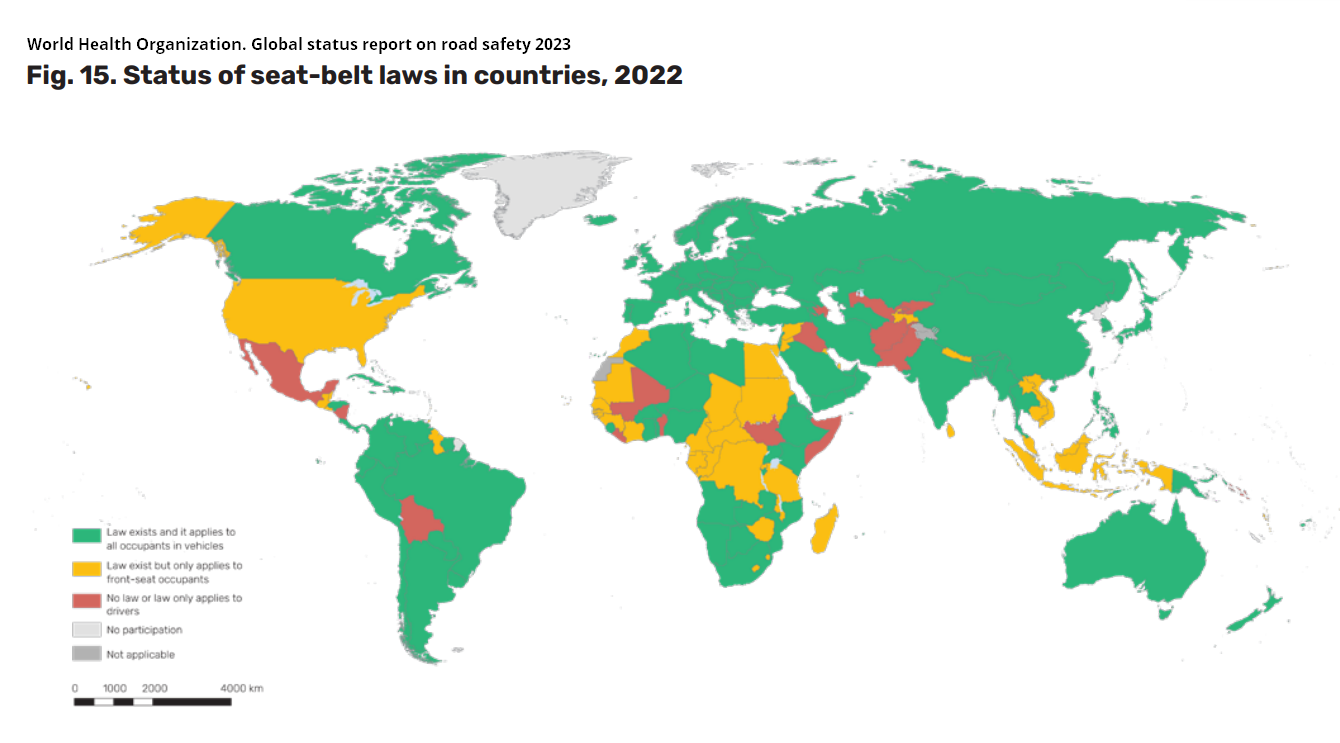 World Health Organization. Global status report on road safety 2023
Fig. 15. Status of seat-belt laws in countries, 2022
Law exists and it applies to
all occupants in vehicles
Law exist but only applies to
front-seat occupants
No law or law only applies to
drivers
No participation
Not applicable
0 1000 2000 4000 km